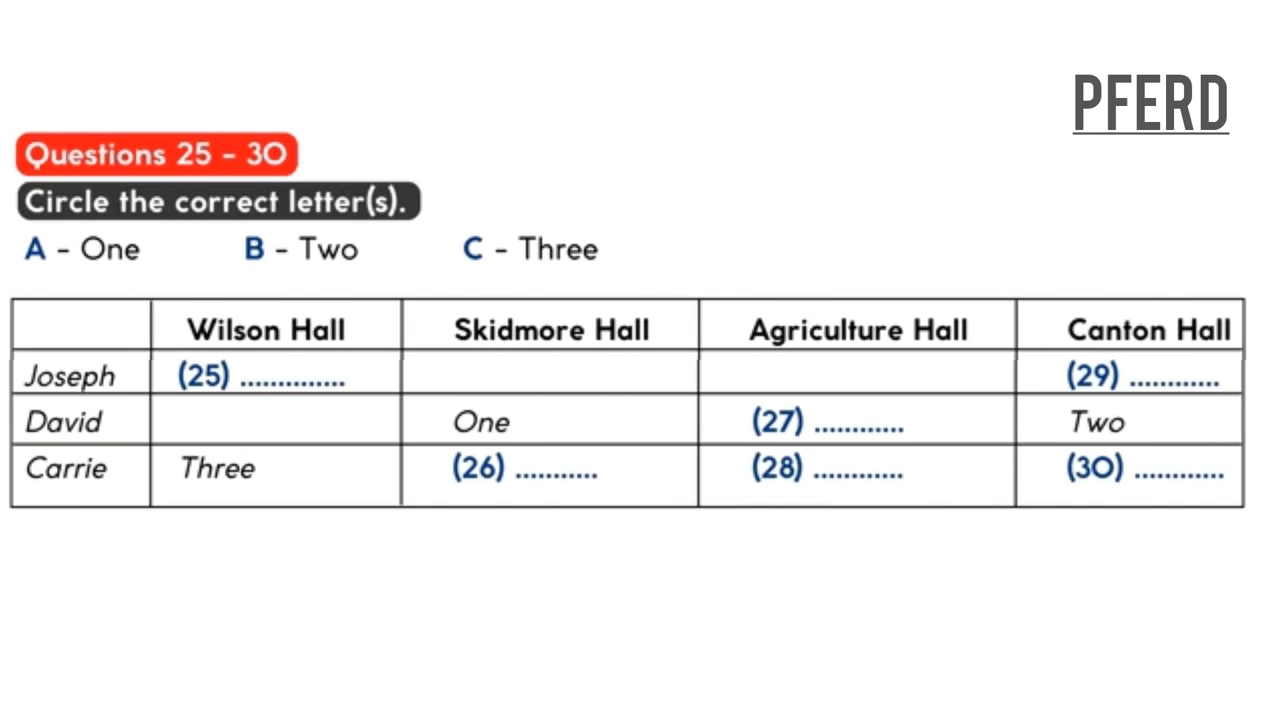 PFERD
Questions 25 - 30
Circle the correct letter(s).
A - One B - Two C - Three
Wilson Hall Skidmore Hall Agriculture Hall Canton Hall
Joseph (25) .............. (29) ............
David One (27) ............ Two
Carrie Three (26) ........... (28) ............ (30) ............